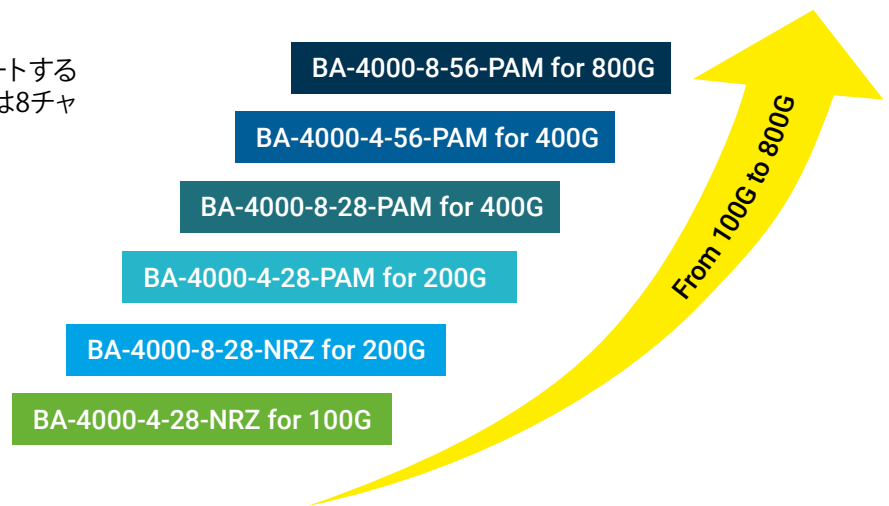 ートする
は8チャ
BA-4000-8-56-PAM for 800G
BA-4000-4-56-PAM for 400G
BA-4000-8-28-PAM for 400G
BA-4000-4-28-PAM for 200G
BA-4000-8-28-NRZ for 200G
BA-4000-4-28-NRZ for 100G
From 100G to 800G